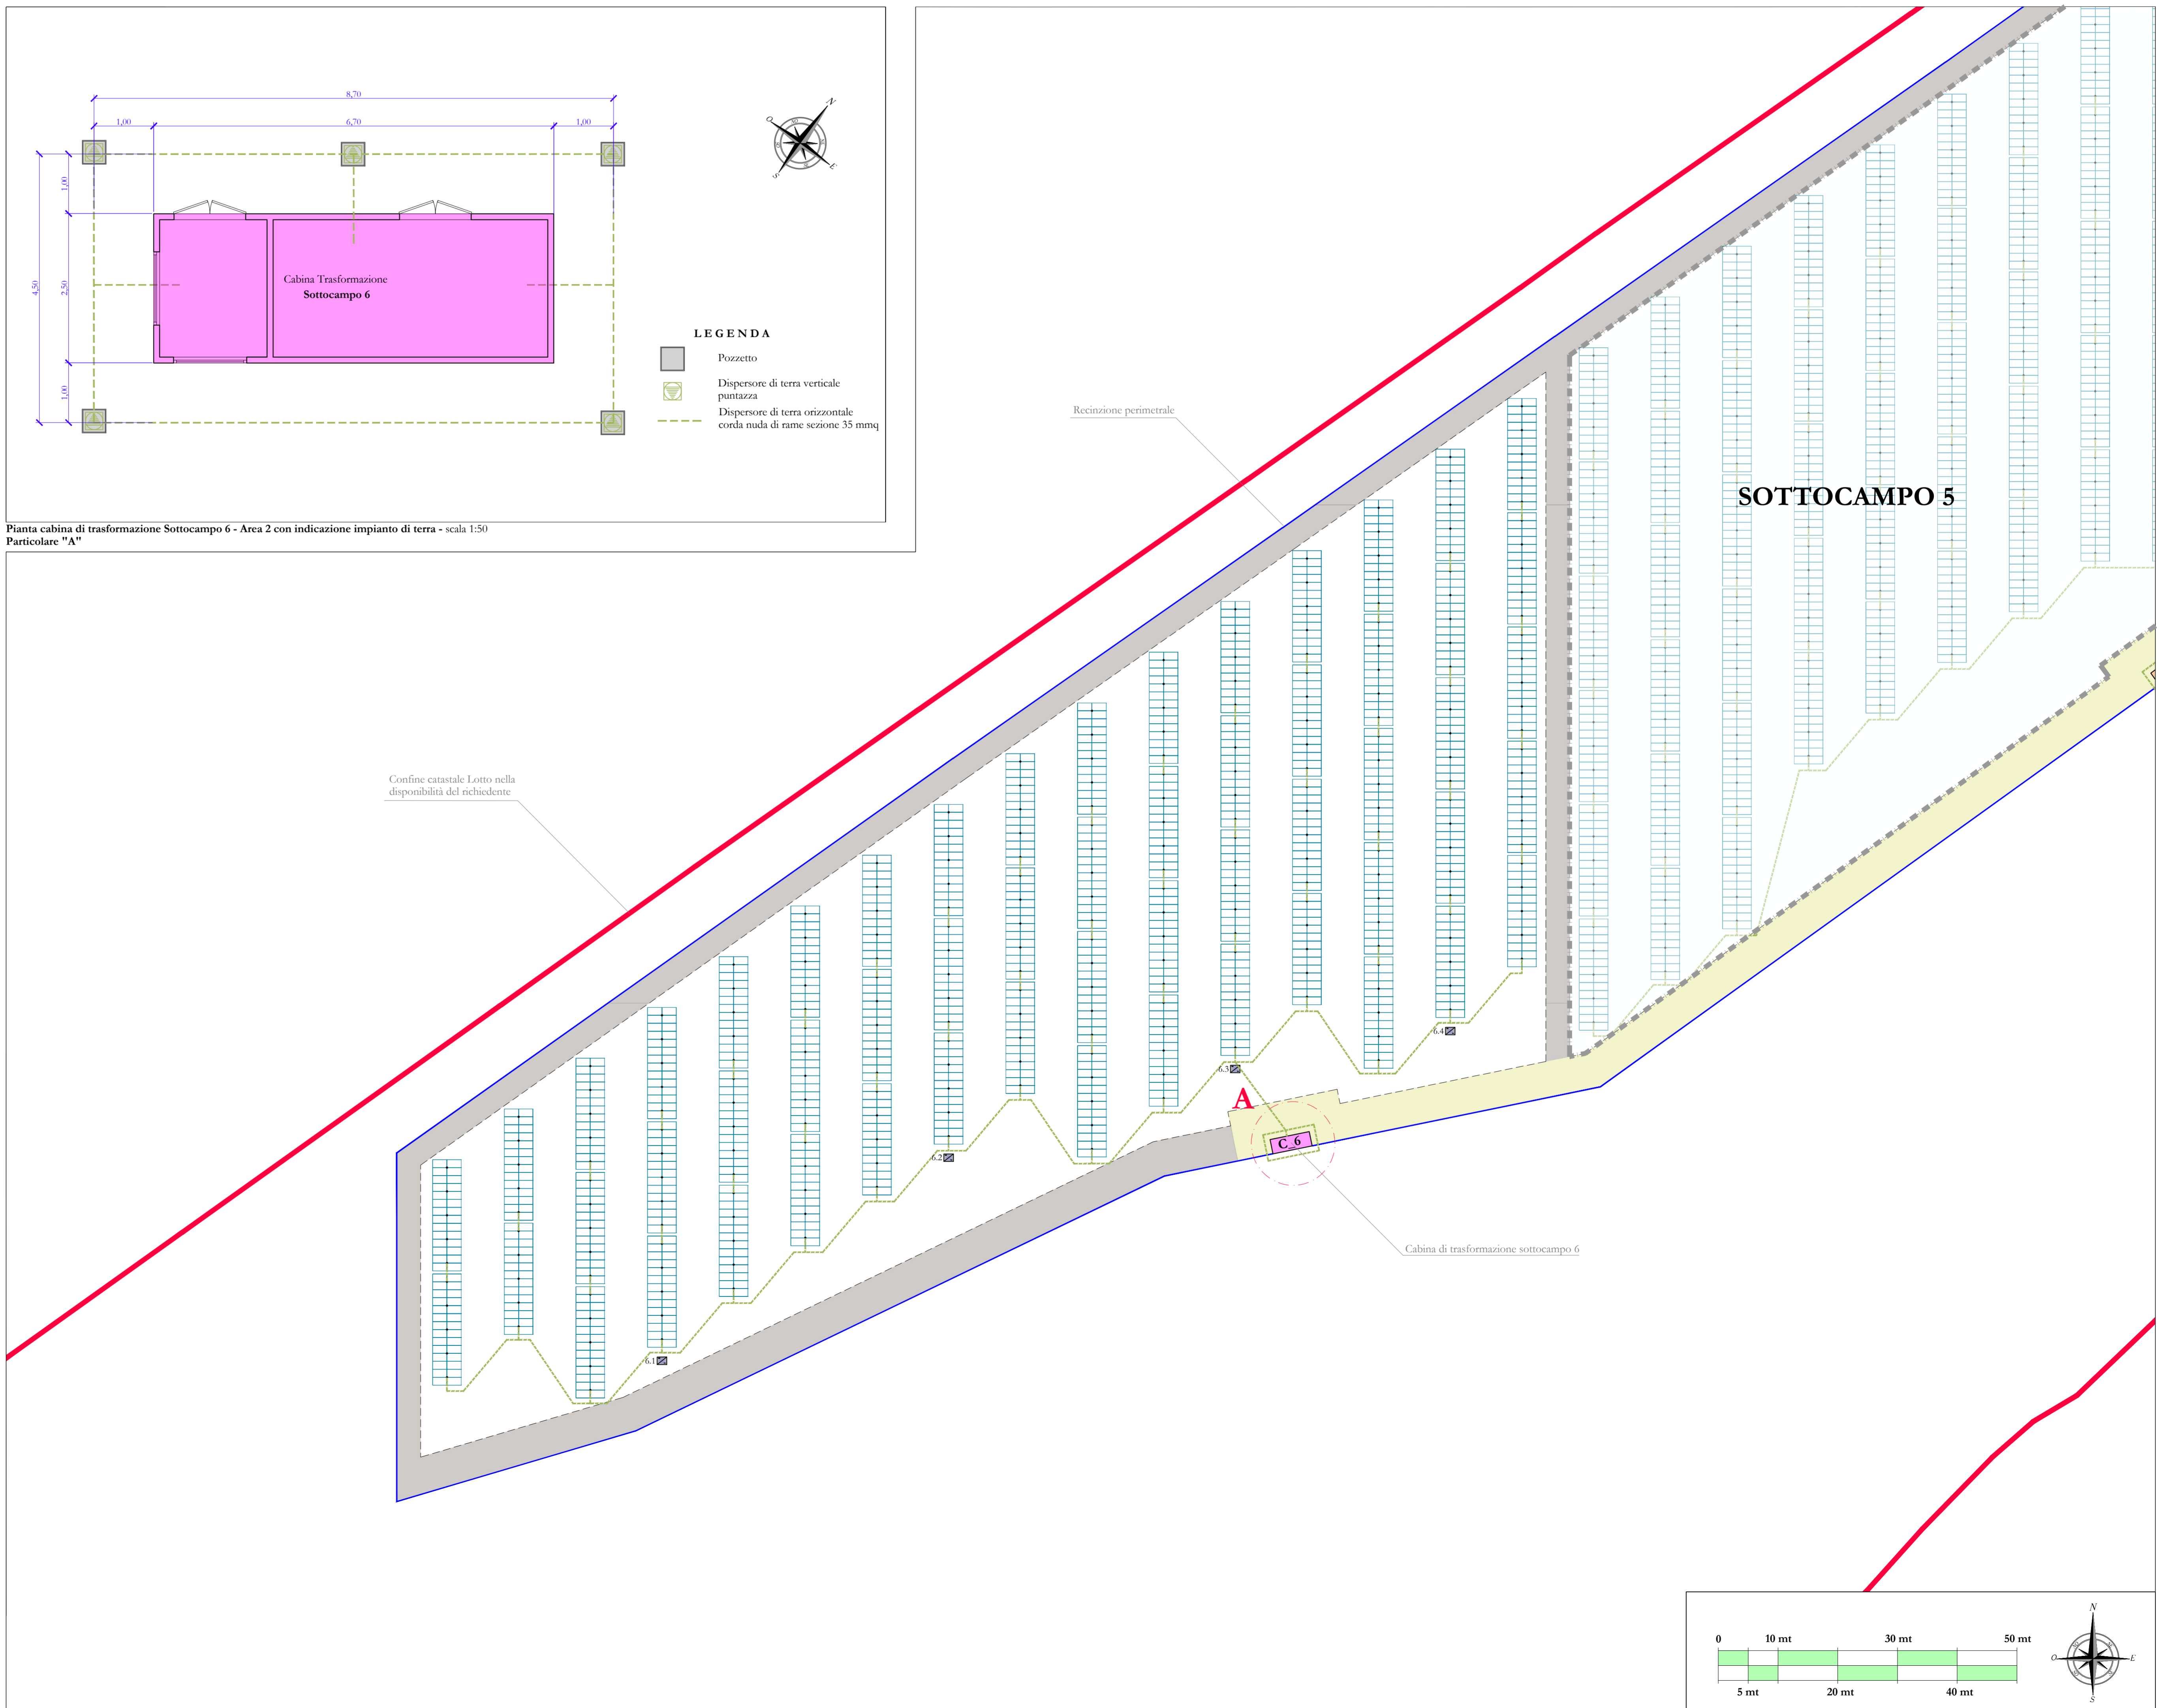 8,70
1,00
6,70
1,00
N
O
E
S
4,50
1,00
2,50
1,00
Cabina Trasformazione
Sottocampo 6
LEGENDA
Pozzetto
Dispersore di terra verticale
puntazza
Dispersore di terra orizzontale
corda nuda di rame sezione 35 mmq
Pianta cabina di trasformazione Sottocampo 6 - Area 2 con indicazione impianto di terra - scala 1:50
Particolare "A"
Recinzione perimetrale
SOTTOCAMPO 5
Confine catastale Lotto nella
disponibilità del richiedente
6.4
6.3
A
C_6
6.2
Cabina di trasformazione sottocampo 6
6.1
N
O
E
S
0
10 mt
30 mt
50 mt
5 mt
20 mt
40 mt